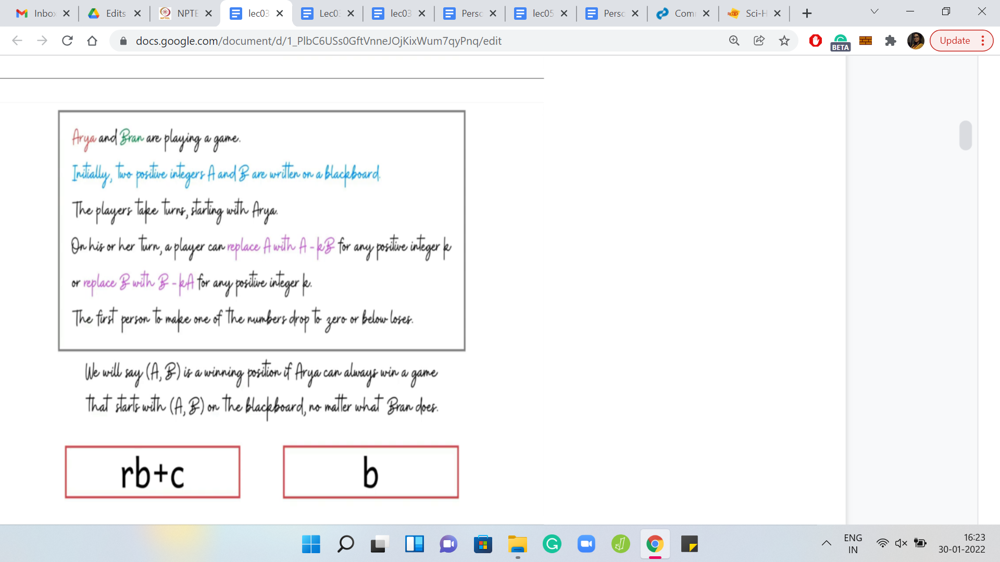 Inbox
Edits
NPTE
lec03
Lec03
lec03
Perso
lec05
Perso
Com
Sci-H
docs.google.com/document/d/1_PlbC6USs0GftVnneJOjKixWum7qyPnq/edit
BETA
Update
Arya and Bran are playing a game.
Initially, two positive integers A and B are written on a blackboard.
The players take turns, starting with Arya.
On his or her turn, a player can replace A with A - kB for any positive integer k
or replace B with B - kA for any positive integer k.
The first person to make one of the numbers drop to zero or below loses.
We will say (A, B) is a winning position if Arya can always win a game
that starts with (A, B) on the blackboard, no matter what Bran does.
rb+c
b
ENG
IN
16:23
30-01-2022